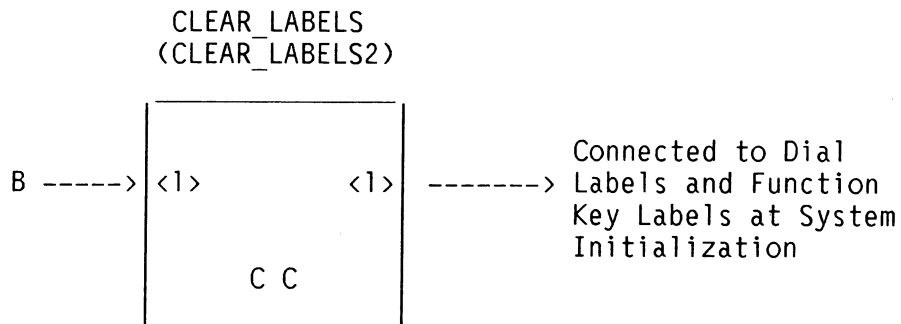 CLEAR_LABELS
(CLEAR_LABELS2)
B -----> <1> <1> -------> Connected to Dial
Labels and Function
Key Labels at System
Initialization
C C